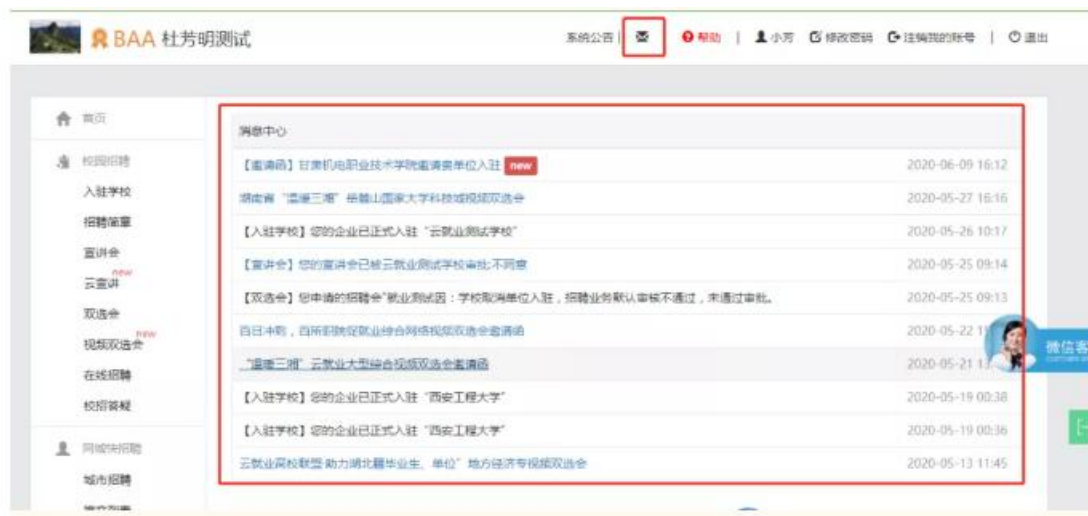 BAA 杜芳明测试
系统公告 | 帮助 | 小芳 修改密码 注销我的账号 | 退出
首页
校园招聘
入驻学校
招聘简章
宣讲会
云宣讲 new
双选会
视频双选会 new
在线招聘
校招答疑
同城快招聘
城市招聘
消息中心
【邀请函】甘肃机电职业技术学院邀请贵单位入驻 new 2020-06-09 16:12
湖南省“温暖三湘”岳麓山国家大学科技城视频双选会 2020-05-27 16:16
【入驻学校】您的企业已正式入驻“云就业测试学校” 2020-05-26 10:17
【宣讲会】您的宣讲会已被云就业测试学校审批:不同意 2020-05-25 09:14
【双选会】您申请的招聘会“就业测试因：学校取消单位入驻，招聘业务默认审核不通过，未通过审批。 2020-05-25 09:13
百日冲刺，百所职院促就业综合网络视频双选会邀请函 2020-05-22
“温暖三湘”云就业大型综合视频双选会邀请函 2020-05-21
【入驻学校】您的企业已正式入驻“西安工程大学” 2020-05-19 00:38
【入驻学校】您的企业已正式入驻“西安工程大学” 2020-05-19 00:36
云就业高校联盟·助力湖北籍毕业生、单位”地方经济专视频双选会 2020-05-13 11:45
微信客